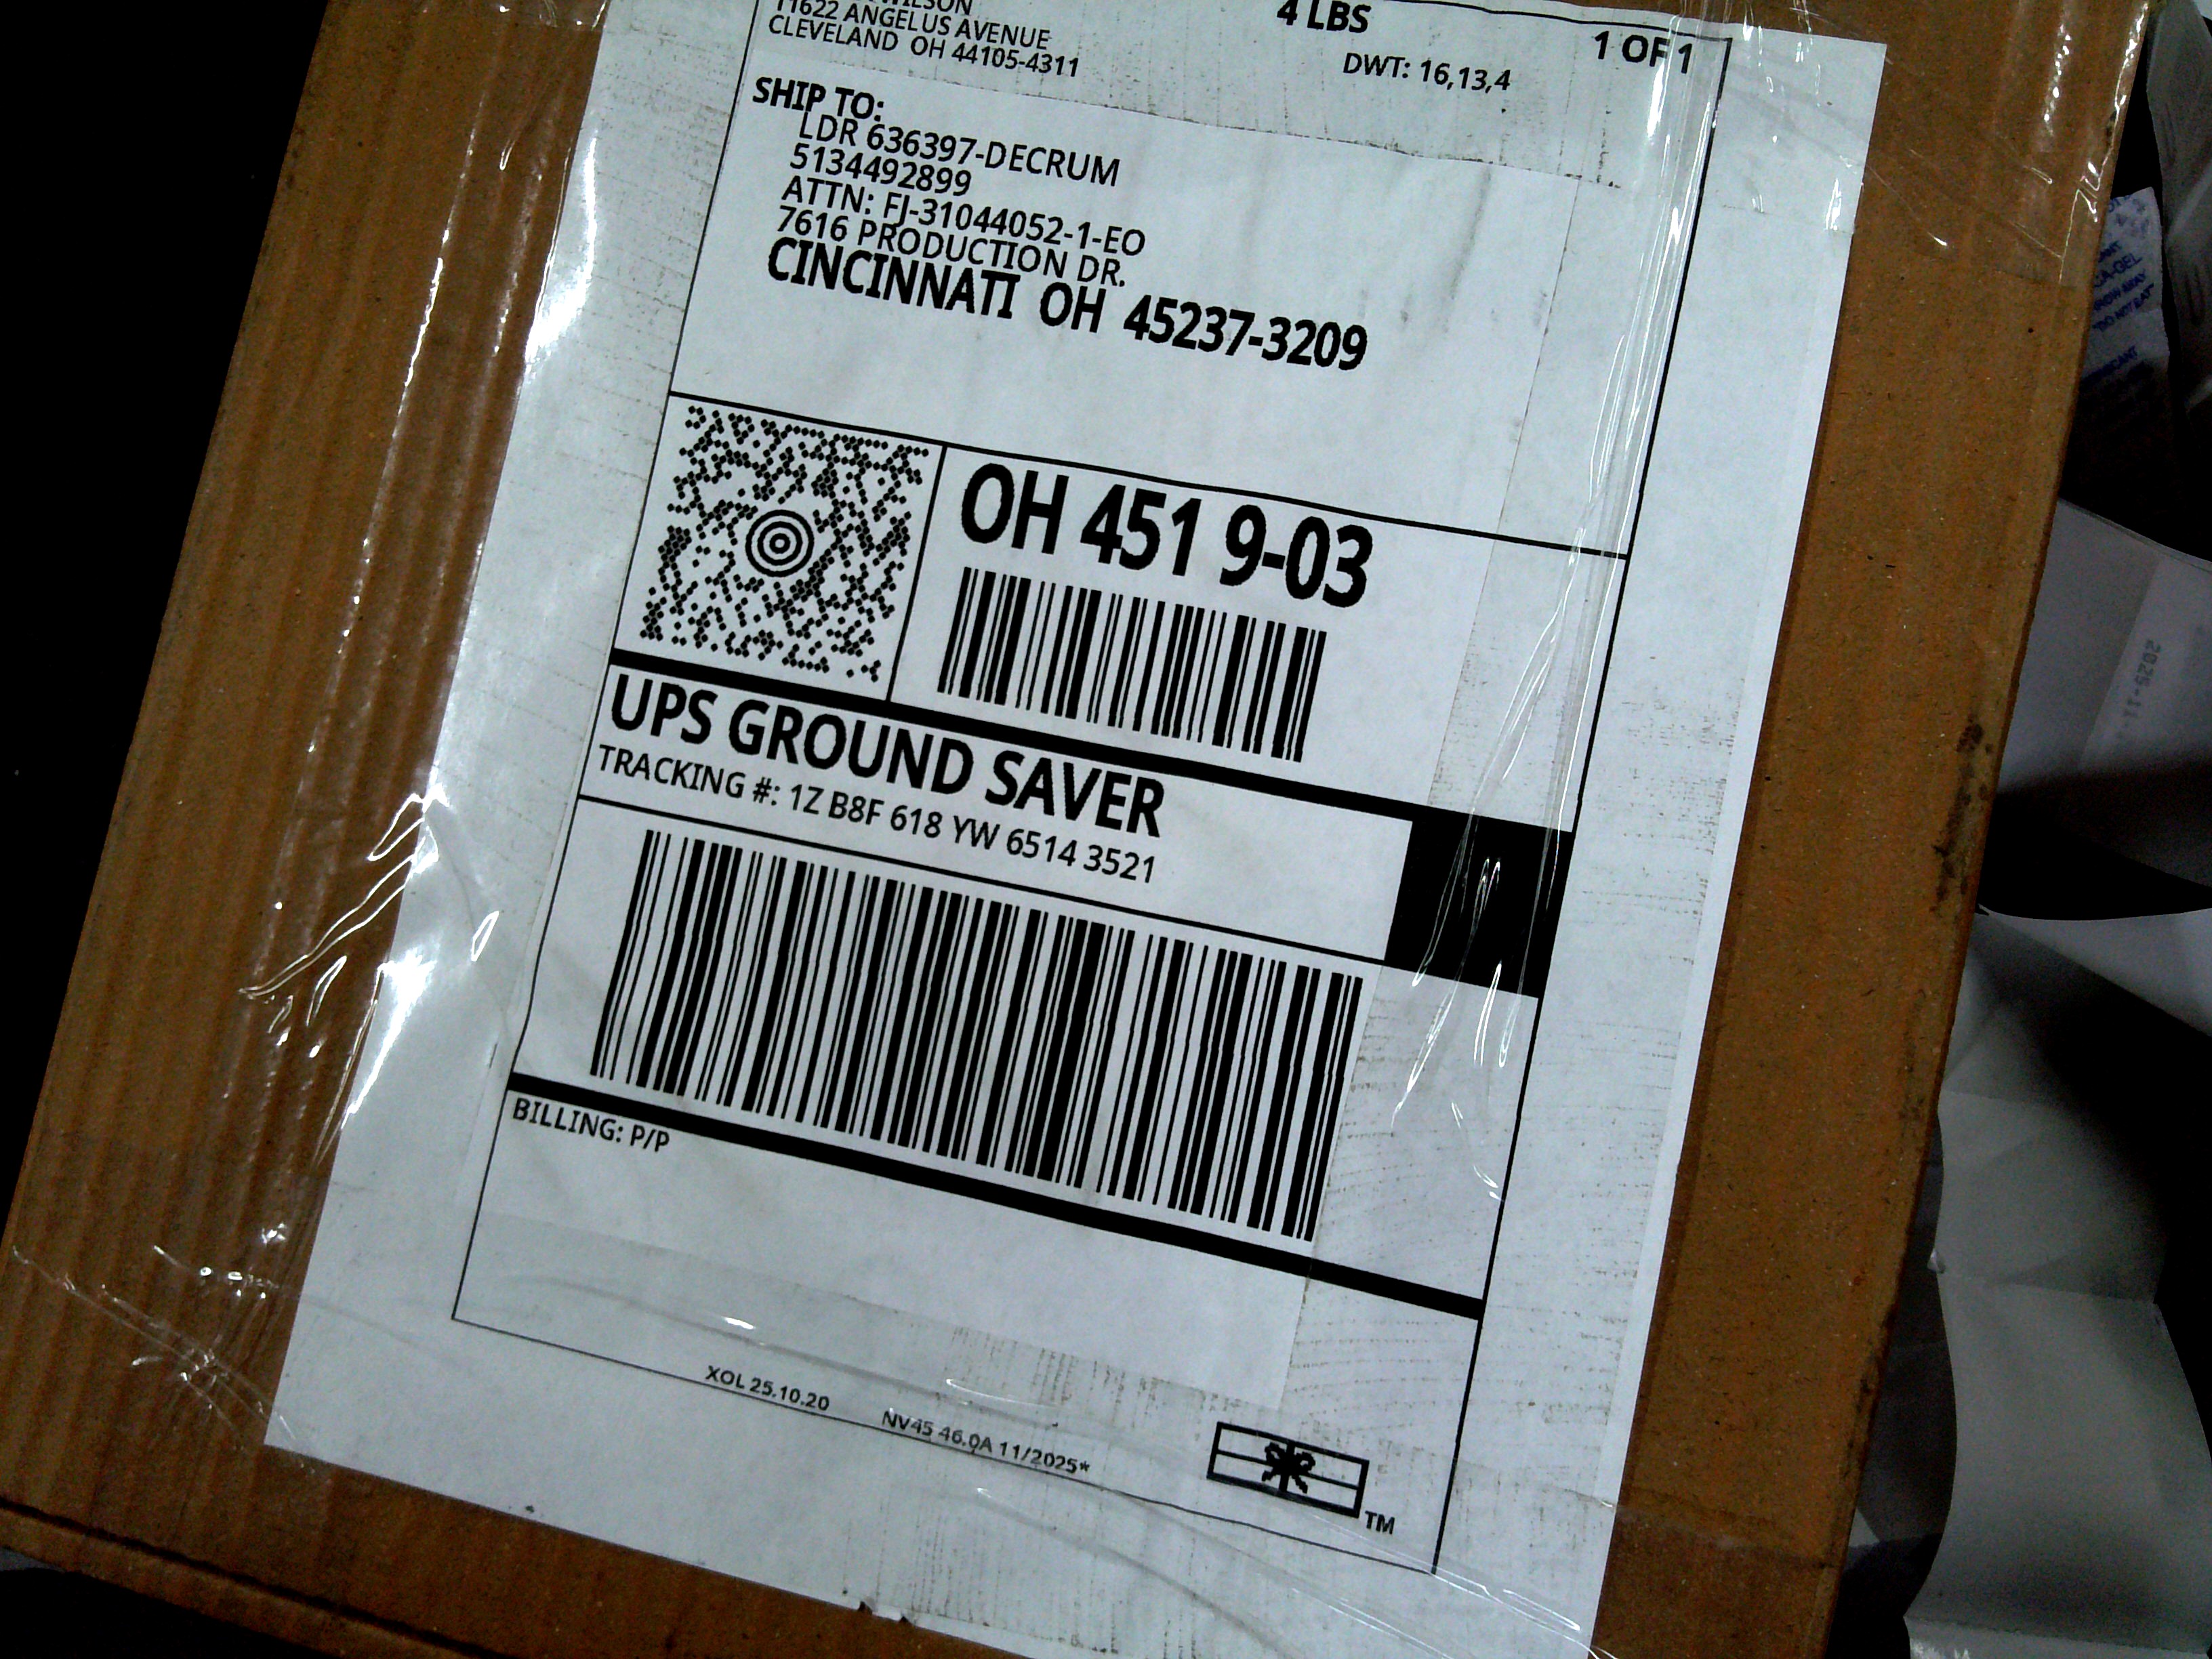 11622 ANGELUS AVENUE
CLEVELAND OH 44105-4311
4 LBS
1 OF 1
DWT: 16,13,4
SHIP TO:
LDR 636397-DECRUM
5134492899
ATTN: FJ-31044052-1-EO
7616 PRODUCTION DR.
CINCINNATI OH 45237-3209
OH 451 9-03
UPS GROUND SAVER
TRACKING #: 1Z B8F 618 YW 6514 3521
BILLING: P/P
XOL 25.10.20
NV45 46.0A 11/2025*
TM